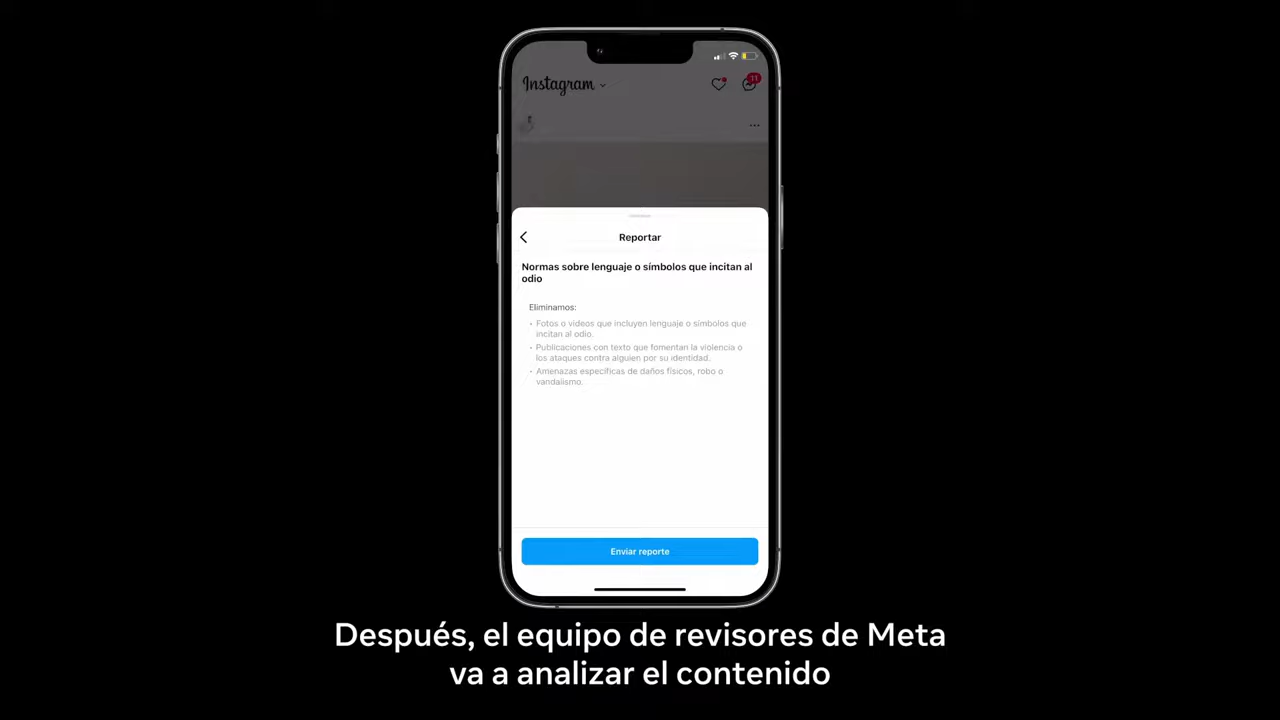 Instagram
11
Reportar
Normas sobre lenguaje o símbolos que incitan al
odio
Eliminamos:
• Fotos o videos que incluyen lenguaje o símbolos que
incitan al odio.
• Publicaciones con texto que fomentan la violencia o
los ataques contra alguien por su identidad.
• Amenazas específicas de daños físicos, robo o
vandalismo.
Enviar reporte
Después, el equipo de revisores de Meta
va a analizar el contenido